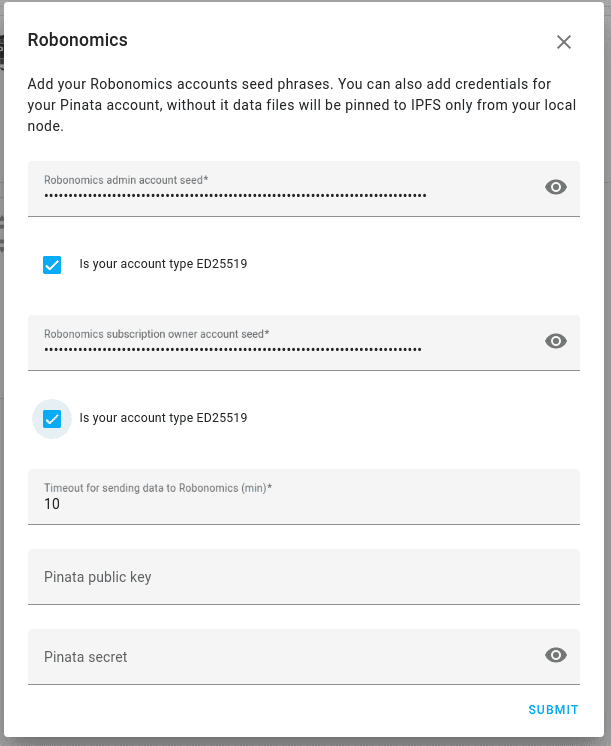 Robonomics
Add your Robonomics accounts seed phrases. You can also add credentials for
your Pinata account, without it data files will be pinned to IPFS only from your local
node.
Robonomics admin account seed*
Is your account type ED25519
Robonomics subscription owner account seed*
Is your account type ED25519
Timeout for sending data to Robonomics (min)*
10
Pinata public key
Pinata secret
SUBMIT